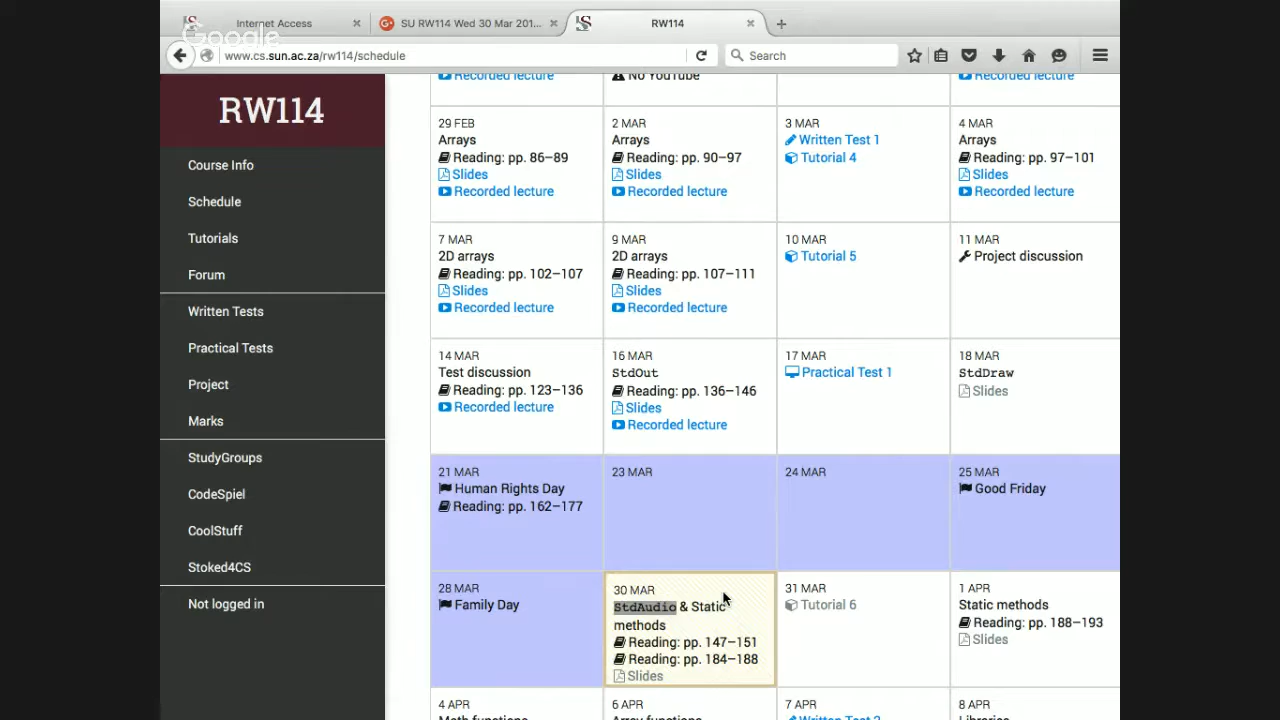 Internet Access
SU RW114 Wed 30 Mar 201...
RW114
Google
www.cs.sun.ac.za/rw114/schedule
Search
RW114
Course Info
Schedule
Tutorials
Forum
Written Tests
Practical Tests
Project
Marks
StudyGroups
CodeSpiel
CoolStuff
Stoked4CS
Not logged in
Recorded lecture
No YouTube
Recorded lecture
29 FEB
Arrays
Reading: pp. 86–89
Slides
Recorded lecture
2 MAR
Arrays
Reading: pp. 90–97
Slides
Recorded lecture
3 MAR
Written Test 1
Tutorial 4
4 MAR
Arrays
Reading: pp. 97–101
Slides
Recorded lecture
7 MAR
2D arrays
Reading: pp. 102–107
Slides
Recorded lecture
9 MAR
2D arrays
Reading: pp. 107–111
Slides
Recorded lecture
10 MAR
Tutorial 5
11 MAR
Project discussion
14 MAR
Test discussion
Reading: pp. 123–136
Recorded lecture
16 MAR
StdOut
Reading: pp. 136–146
Slides
Recorded lecture
17 MAR
Practical Test 1
18 MAR
StdDraw
Slides
21 MAR
Human Rights Day
Reading: pp. 162–177
23 MAR
24 MAR
25 MAR
Good Friday
28 MAR
Family Day
30 MAR
StdAudio & Static
methods
Reading: pp. 147–151
Reading: pp. 184–188
Slides
31 MAR
Tutorial 6
1 APR
Static methods
Reading: pp. 188–193
Slides
4 APR
Math functions
6 APR
Array functions
7 APR
Written Test 2
8 APR
Libraries